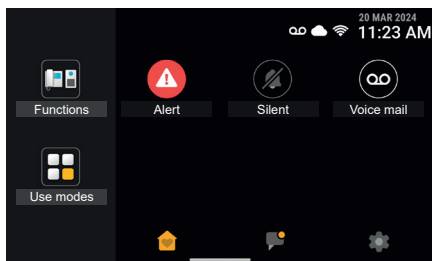 20 MAR 2024
11:23 AM
Functions
Alert
Silent
Voice mail
Use modes